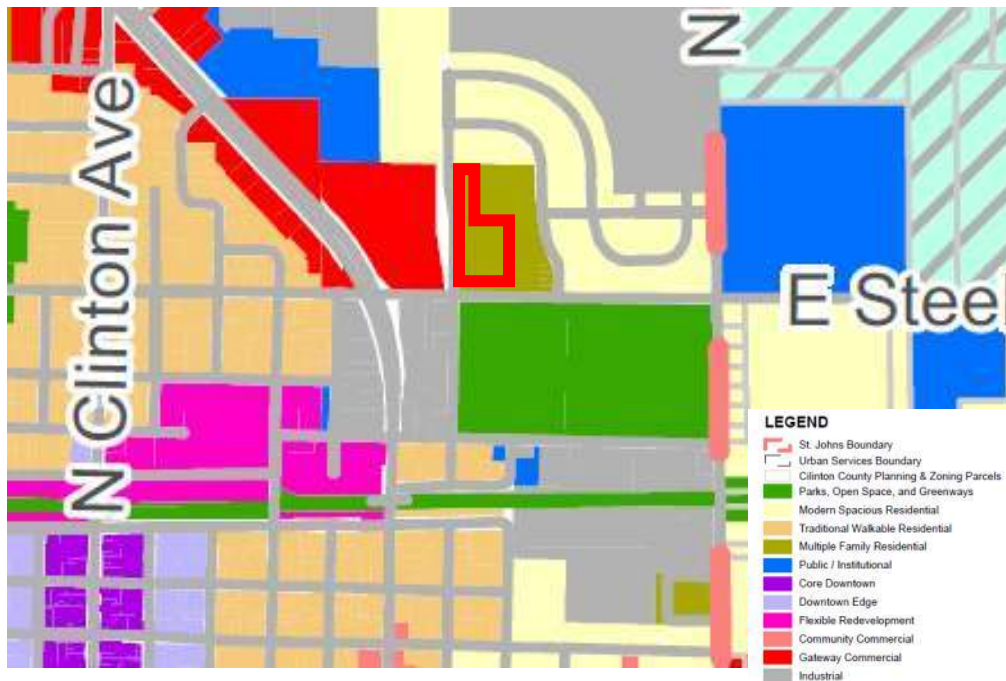 N
N Clinton Ave
E Steel
LEGEND
St. Johns Boundary
Urban Services Boundary
Cilinton County Planning & Zoning Parcels
Parks, Open Space, and Greenways
Modern Spacious Residential
Traditional Walkable Residential
Multiple Family Residential
Public / Institutional
Core Downtown
Downtown Edge
Flexible Redevelopment
Community Commercial
Gateway Commercial
Industrial